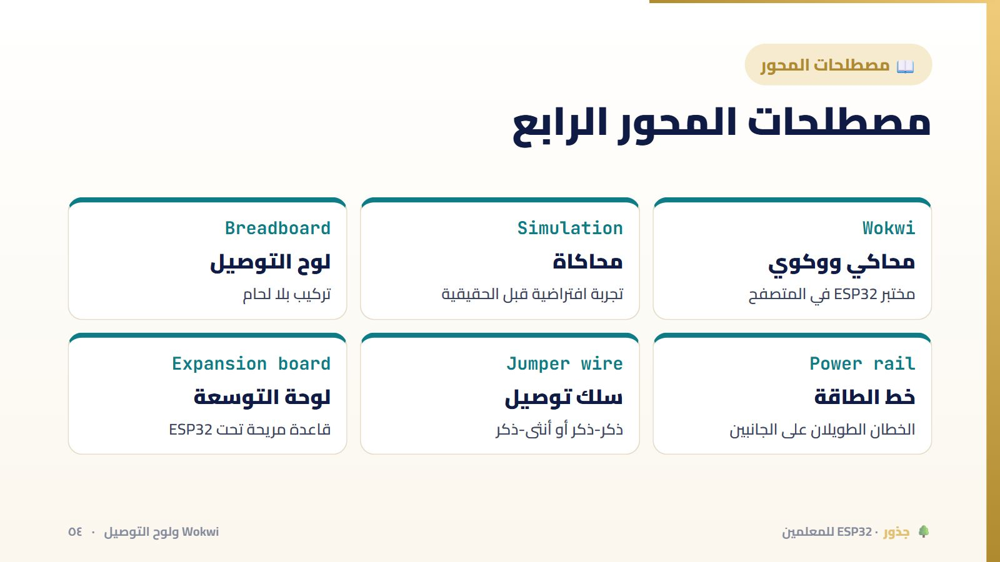 📖 مصطلحات المحور
مصطلحات المحور الرابع
Wokwi
محاكي ووكوي
مختبر ESP32 في المتصفح
Simulation
محاكاة
تجربة افتراضية قبل الحقيقية
Breadboard
لوح التوصيل
تركيب بلا لحام
Power rail
خط الطاقة
الخطان الطويلان على الجانبين
Jumper wire
سلك توصيل
ذكر-ذكر أو أنثى-ذكر
Expansion board
لوحة التوسعة
قاعدة مريحة تحت ESP32
🌳 جذور · ESP32 للمعلمين
Wokwi ولوح التوصيل · ٥٤